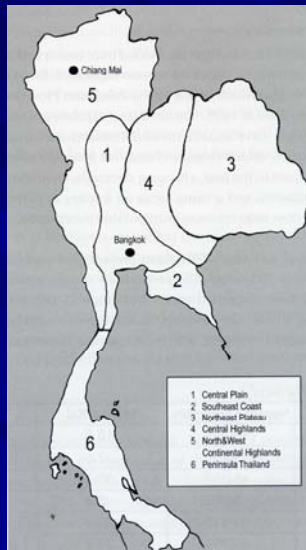 Chiang Mai
5
1
3
4
Bangkok
2
6
1 Central Plain
2 Southeast Coast
3 Northeast Plateau
4 Central Highlands
5 North&West
Continental Highlands
6 Peninsula Thailand